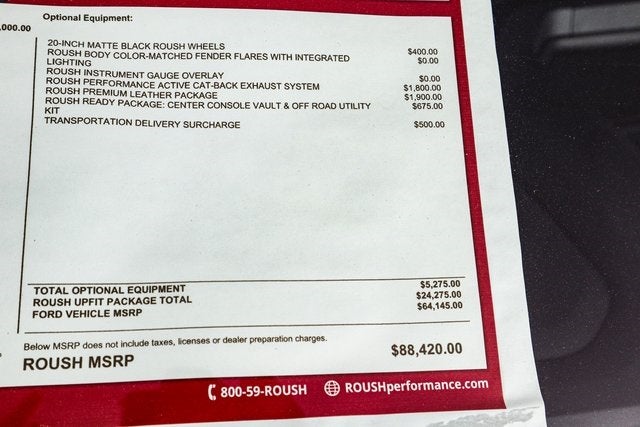 ,000.00
Optional Equipment:
20-INCH MATTE BLACK ROUSH WHEELS $400.00
ROUSH BODY COLOR-MATCHED FENDER FLARES WITH INTEGRATED $0.00
LIGHTING
ROUSH INSTRUMENT GAUGE OVERLAY $0.00
ROUSH PERFORMANCE ACTIVE CAT-BACK EXHAUST SYSTEM $1,800.00
ROUSH PREMIUM LEATHER PACKAGE $1,900.00
ROUSH READY PACKAGE: CENTER CONSOLE VAULT & OFF ROAD UTILITY $675.00
KIT
TRANSPORTATION DELIVERY SURCHARGE $500.00
TOTAL OPTIONAL EQUIPMENT $5,275.00
ROUSH UPFIT PACKAGE TOTAL $24,275.00
FORD VEHICLE MSRP $64,145.00
Below MSRP does not include taxes, licenses or dealer preparation charges.
ROUSH MSRP $88,420.00
800-59-ROUSH ROUSHperformance.com